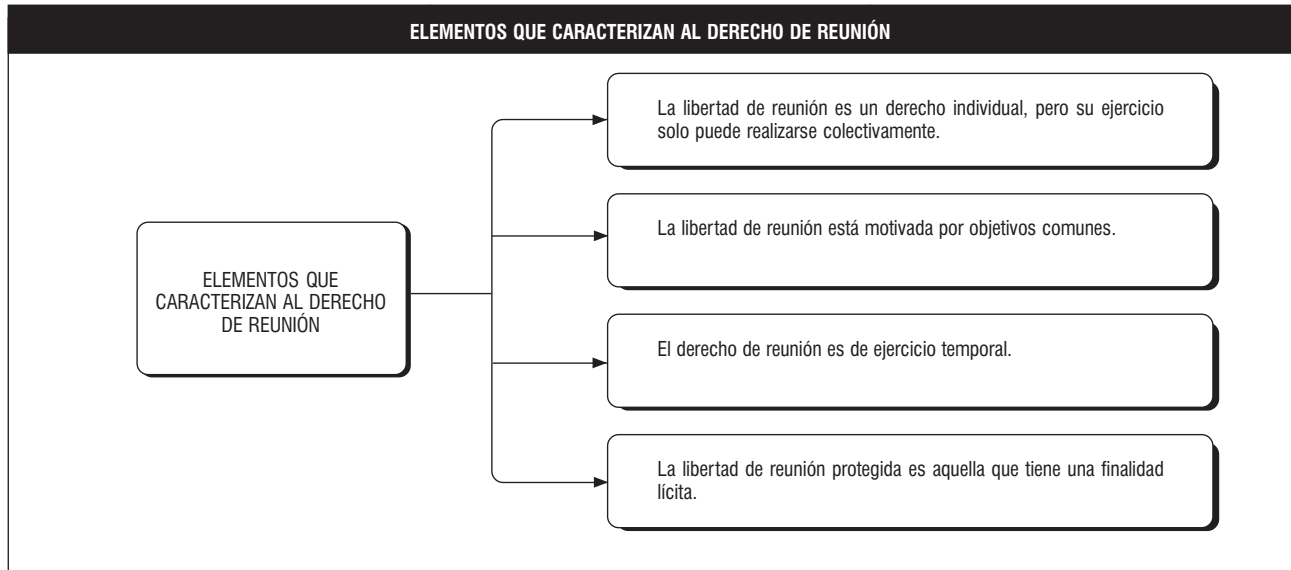 ELEMENTOS QUE CARACTERIZAN AL DERECHO DE REUNIÓN
ELEMENTOS QUE
CARACTERIZAN AL DERECHO
DE REUNIÓN
La libertad de reunión es un derecho individual, pero su ejercicio
solo puede realizarse colectivamente.
La libertad de reunión está motivada por objetivos comunes.
El derecho de reunión es de ejercicio temporal.
La libertad de reunión protegida es aquella que tiene una finalidad
lícita.